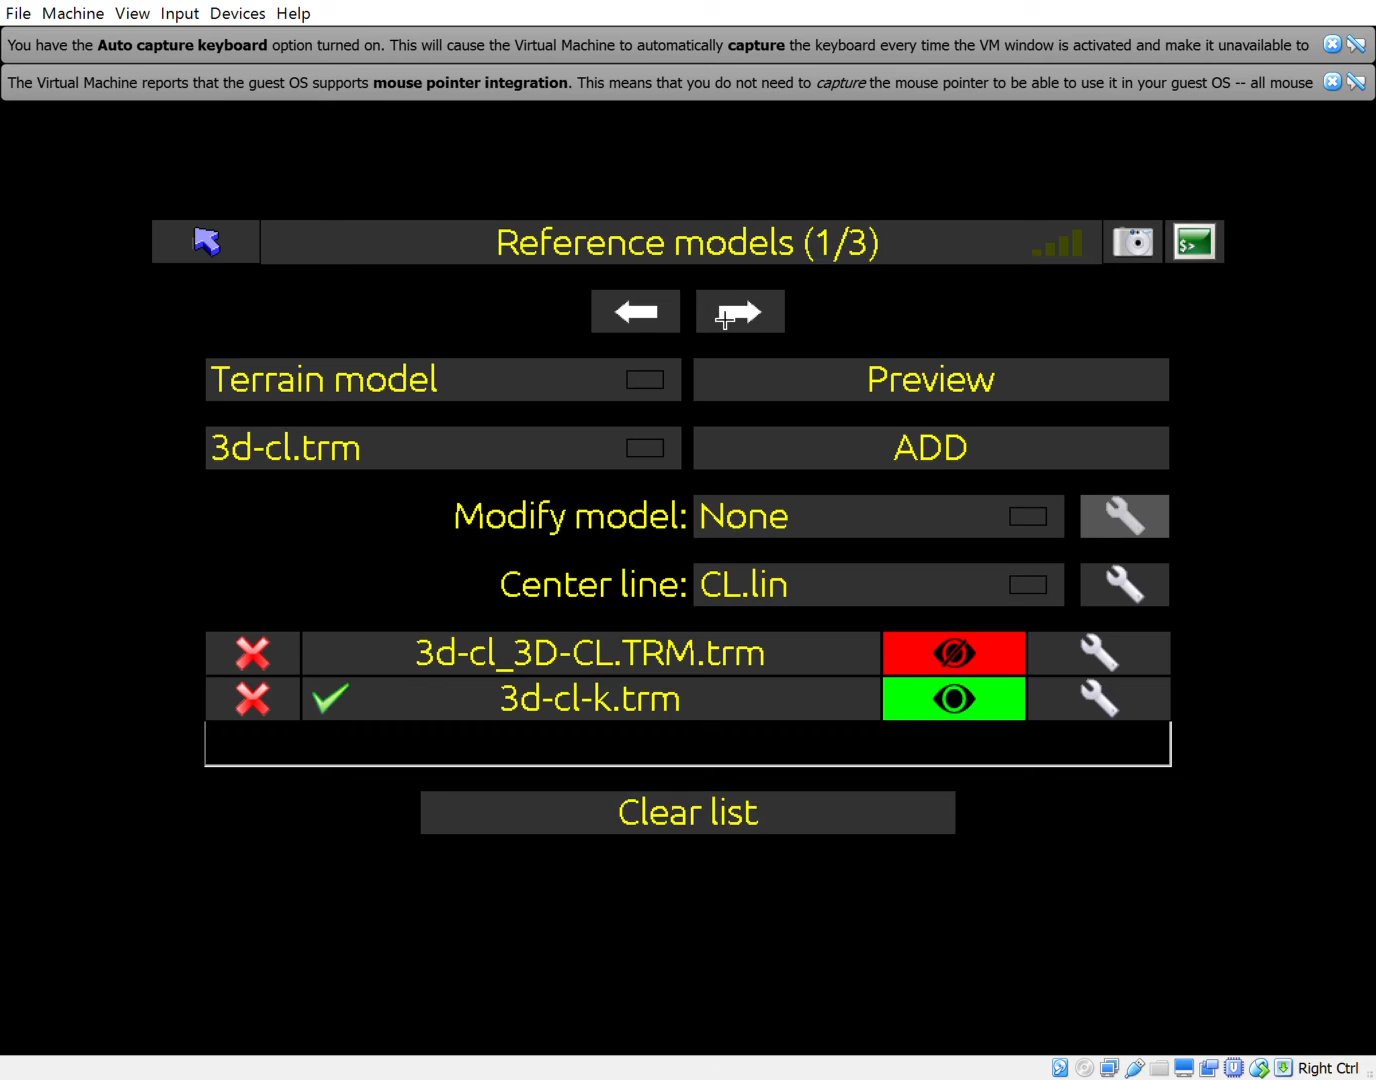 File Machine View Input Devices Help
You have the Auto capture keyboard option turned on. This will cause the Virtual Machine to automatically capture the keyboard every time the VM window is activated and make it unavailable to
The Virtual Machine reports that the guest OS supports mouse pointer integration. This means that you do not need to capture the mouse pointer to be able to use it in your guest OS -- all mouse
Reference models (1/3)
$>
Terrain model
Preview
3d-cl.trm
ADD
Modify model: None
Center line: CL.lin
3d-cl_3D-CL.TRM.trm
3d-cl-k.trm
Clear list
Right Ctrl